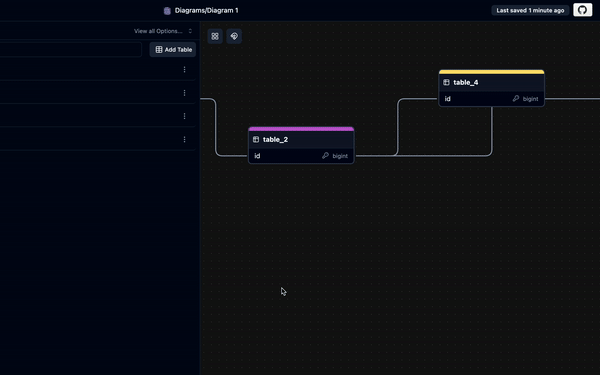 Diagrams/Diagram 1
Last saved 1 minute ago
View all Options...
Add Table
table_4
id bigint
table_2
id bigint